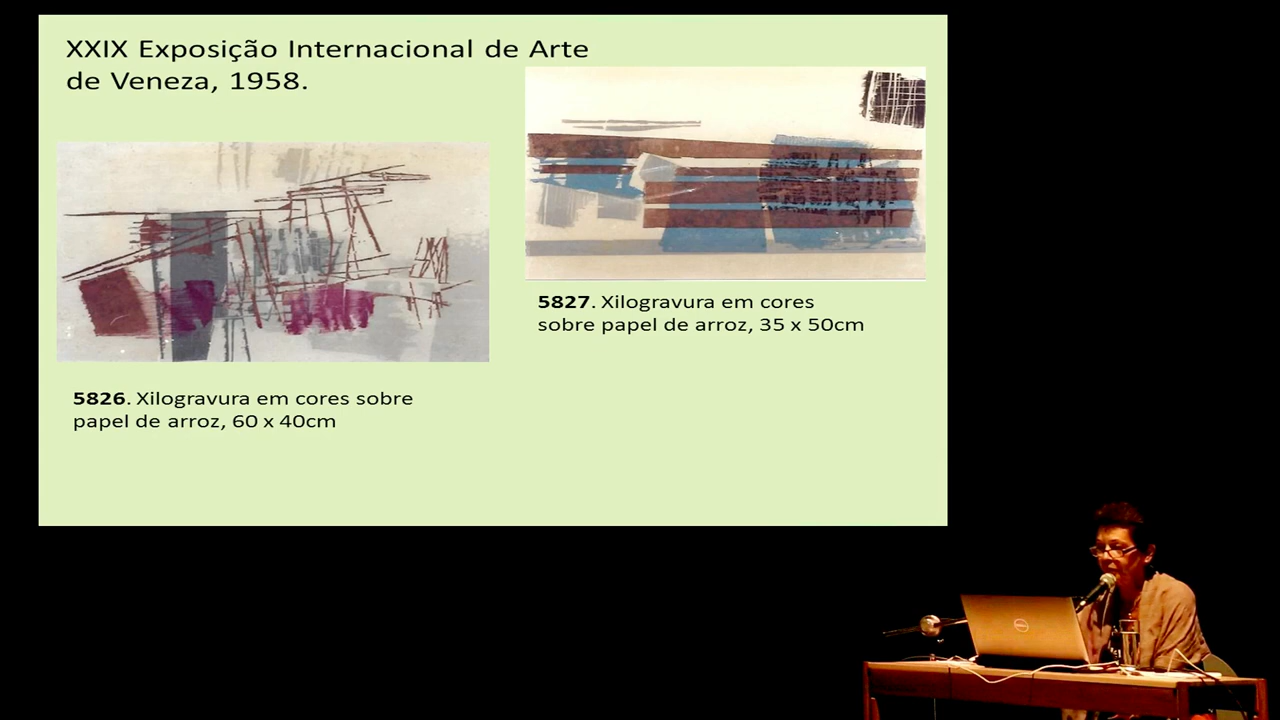 XXIX Exposição Internacional de Arte
de Veneza, 1958.
5827. Xilogravura em cores
sobre papel de arroz, 35 x 50cm
5826. Xilogravura em cores sobre
papel de arroz, 60 x 40cm
DELL